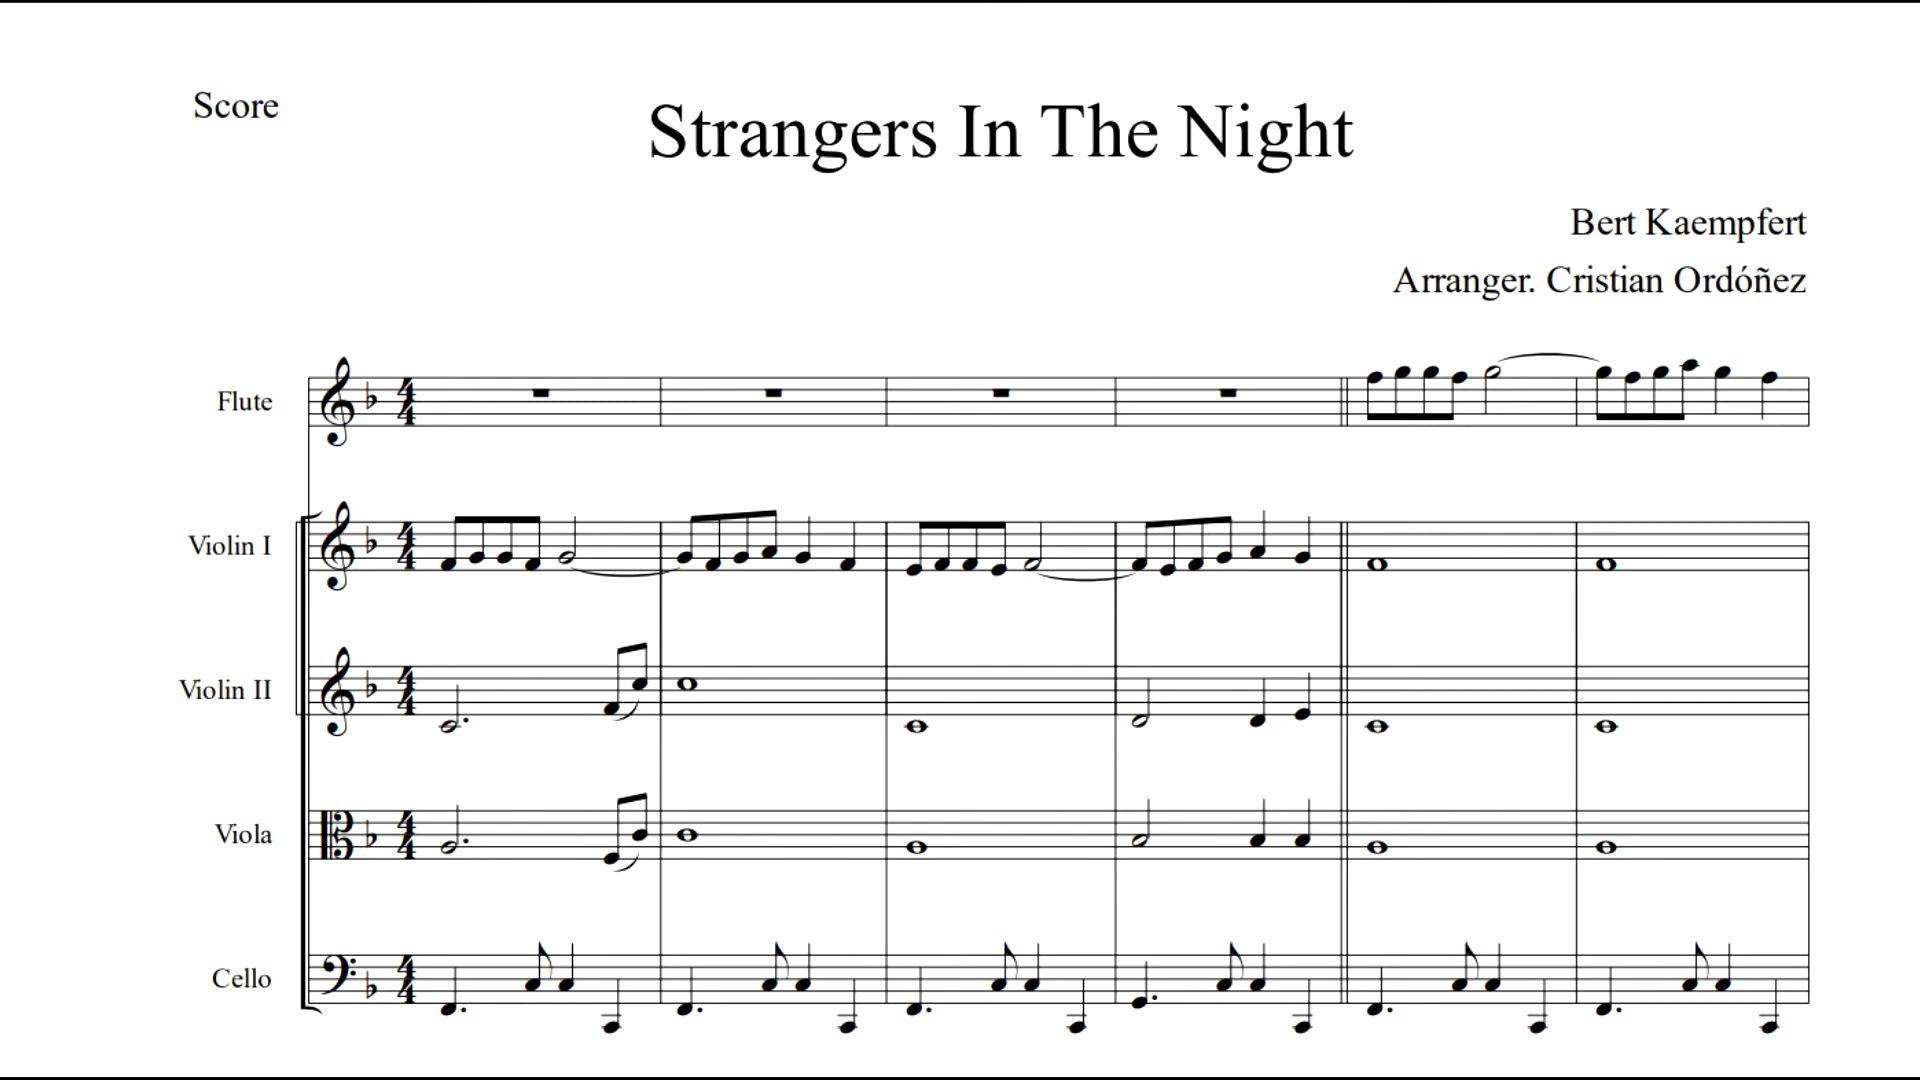 Score
Strangers In The Night
Bert Kaempfert
Arranger. Cristian Ordóñez
Flute
Violin I
Violin II
Viola
Cello